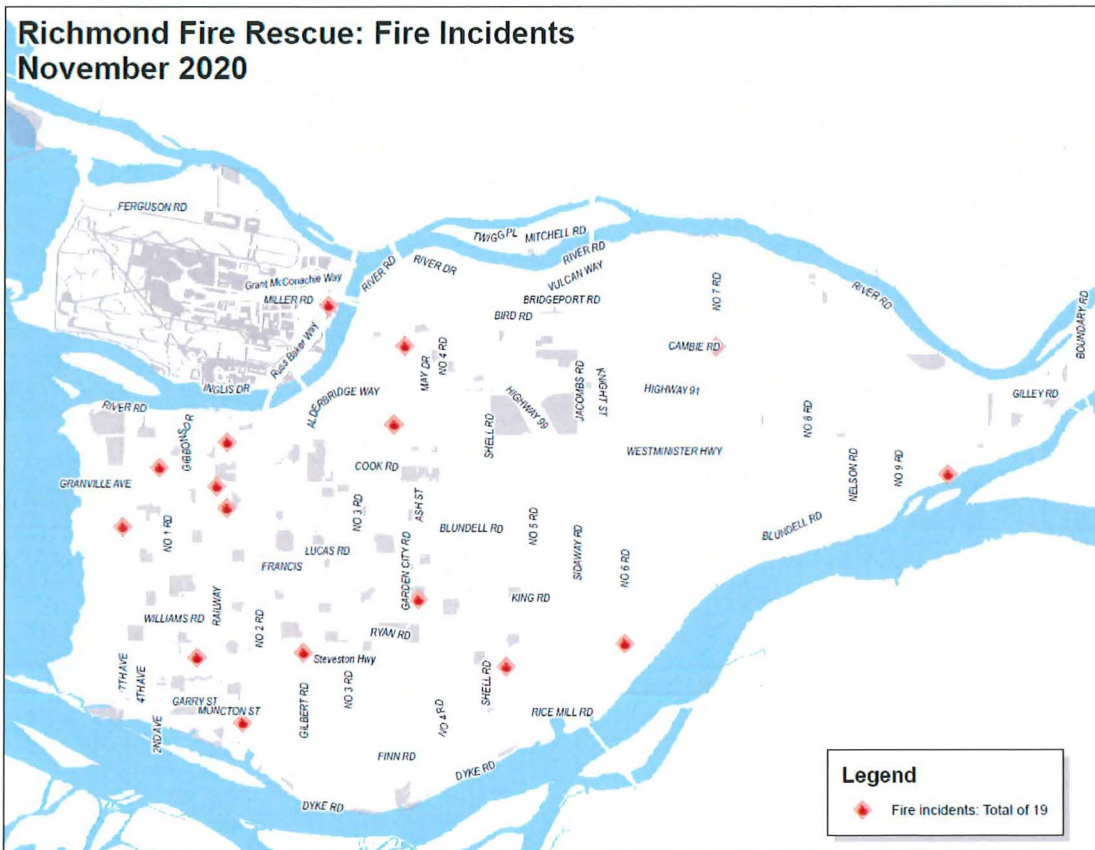 Richmond Fire Rescue: Fire Incidents
November 2020
FERGUSON RD
TWIGG PL
MITCHELL RD
RIVER RD
RIVER DR
RIVER RD
VULCAN WAY
Grant McConachie Way
MILLER RD
BRIDGEPORT RD
NO 7 RD
RIVER RD
BIRD RD
BOUNDARY RD
Russ Baker Way
NO 4 RD
MAY DR
CAMBIE RD
INGLIS DR
ALDERBRIDGE WAY
HIGHWAY 99
JACOMBS RD
KNIGHT ST
HIGHWAY 91
GILLEY RD
RIVER RD
GIBBONS DR
SHELL RD
NO 8 RD
WESTMINISTER HWY
COOK RD
GRANVILLE AVE
NELSON RD
NO 9 RD
ASH ST
NO 3 RD
NO 1 RD
BLUNDELL RD
NO 5 RD
BLUNDELL RD
SIDAWAY RD
LUCAS RD
FRANCIS
GARDEN CITY RD
NO 6 RD
KING RD
RAILWAY
WILLIAMS RD
NO 2 RD
RYAN RD
Steveston Hwy
7TH AVE
4TH AVE
GILBERT RD
NO 3 RD
SHELL RD
GARRY ST
MONCTON ST
2ND AVE
NO 4 RD
RICE MILL RD
FINN RD
DYKE RD
DYKE RD
Legend
Fire incidents: Total of 19